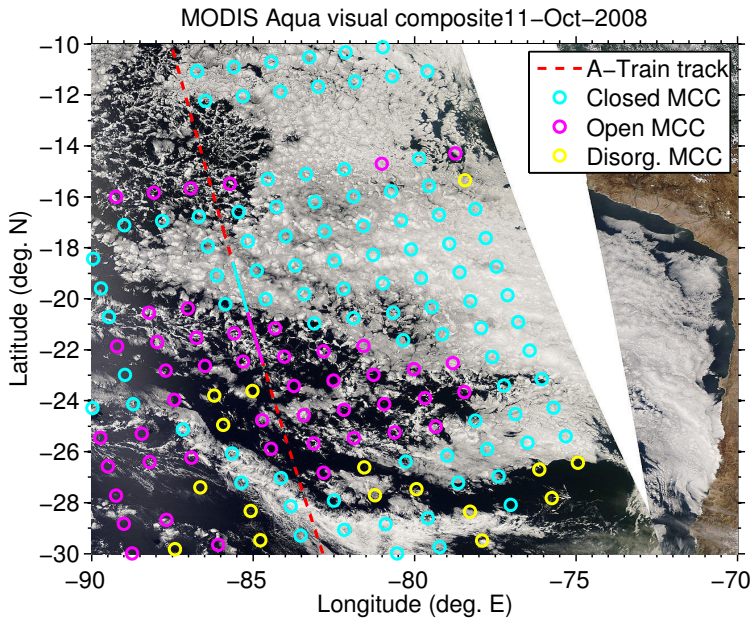 MODIS Aqua visual composite11−Oct−2008
A−Train track
Closed MCC
Open MCC
Disorg. MCC
Latitude (deg. N)
−10
−12
−14
−16
−18
−20
−22
−24
−26
−28
−30
−90
−85
−80
−75
−70
Longitude (deg. E)